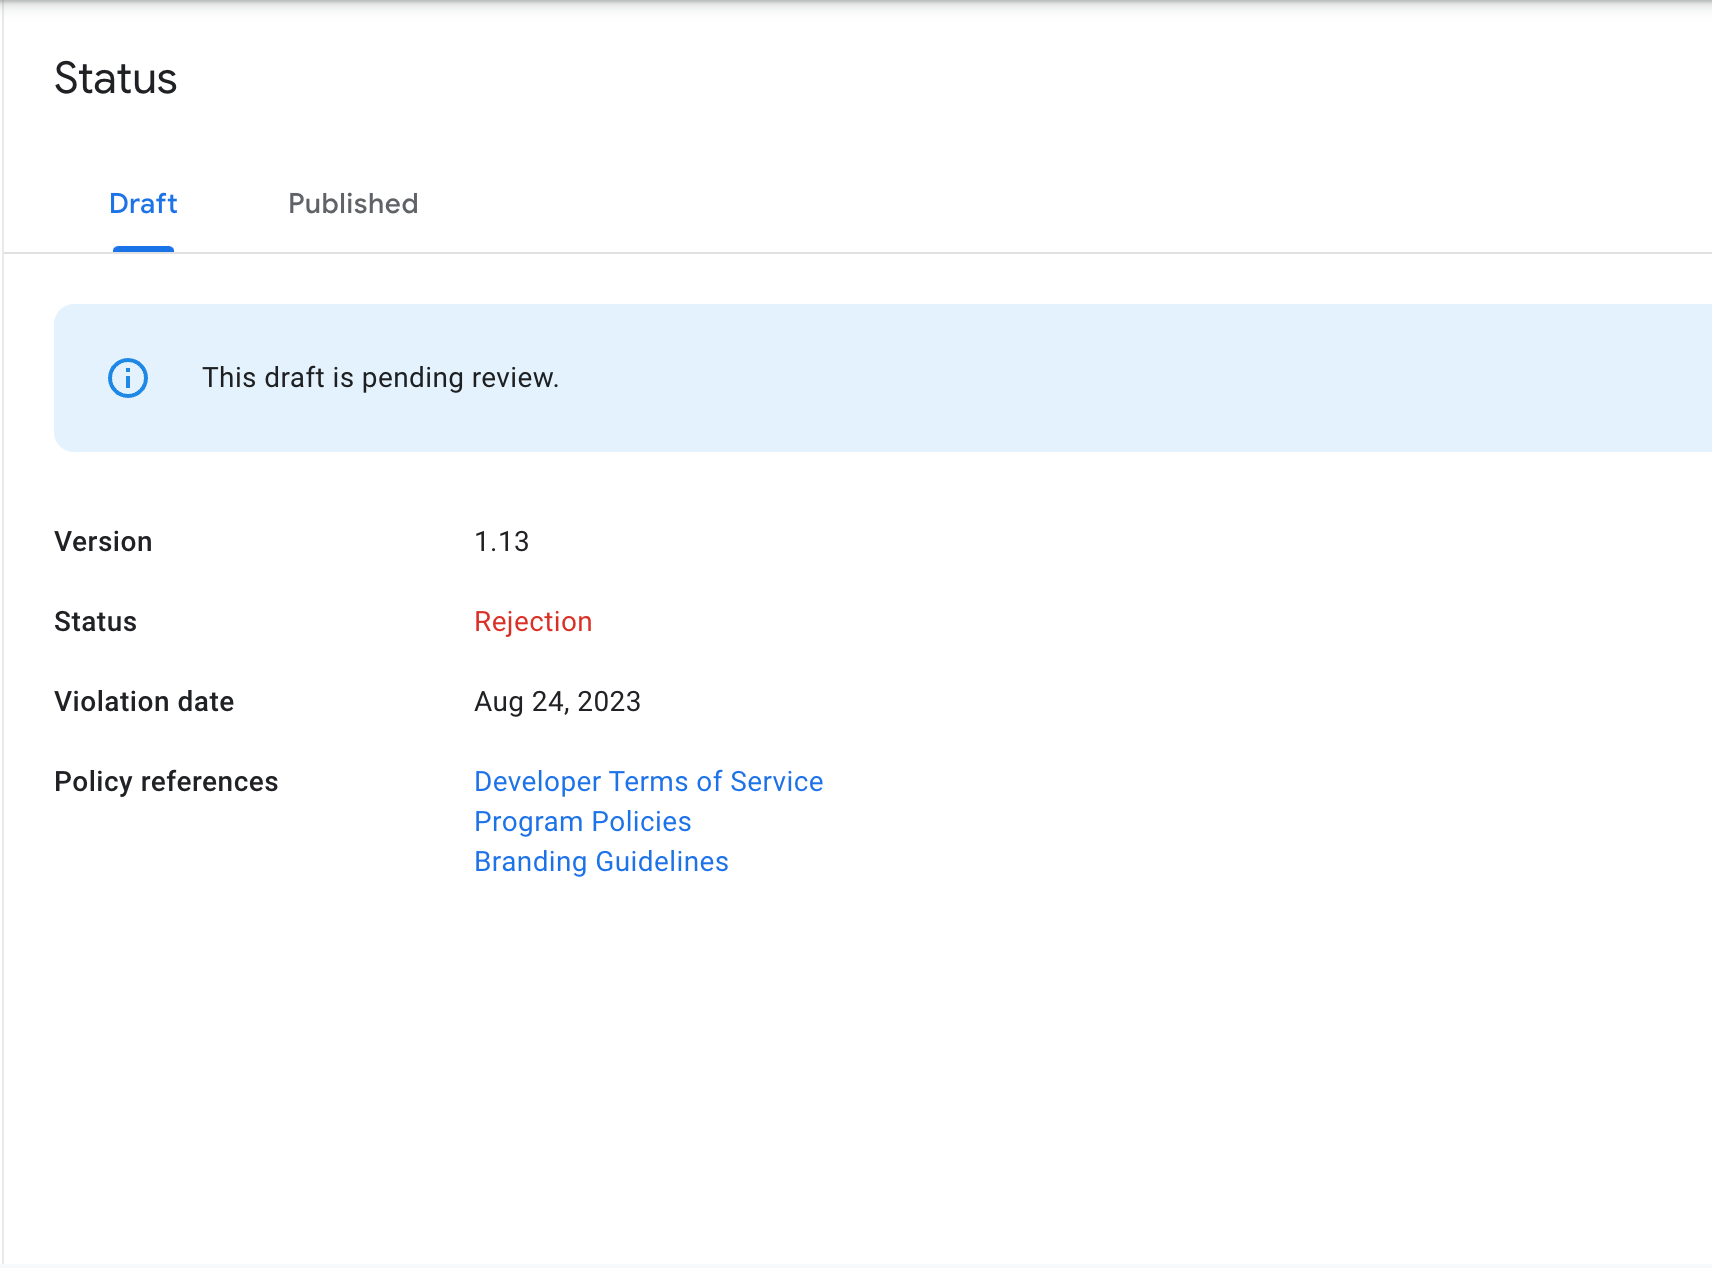 Status
Draft Published
This draft is pending review.
Version 1.13
Status Rejection
Violation date Aug 24, 2023
Policy references Developer Terms of Service
Program Policies
Branding Guidelines